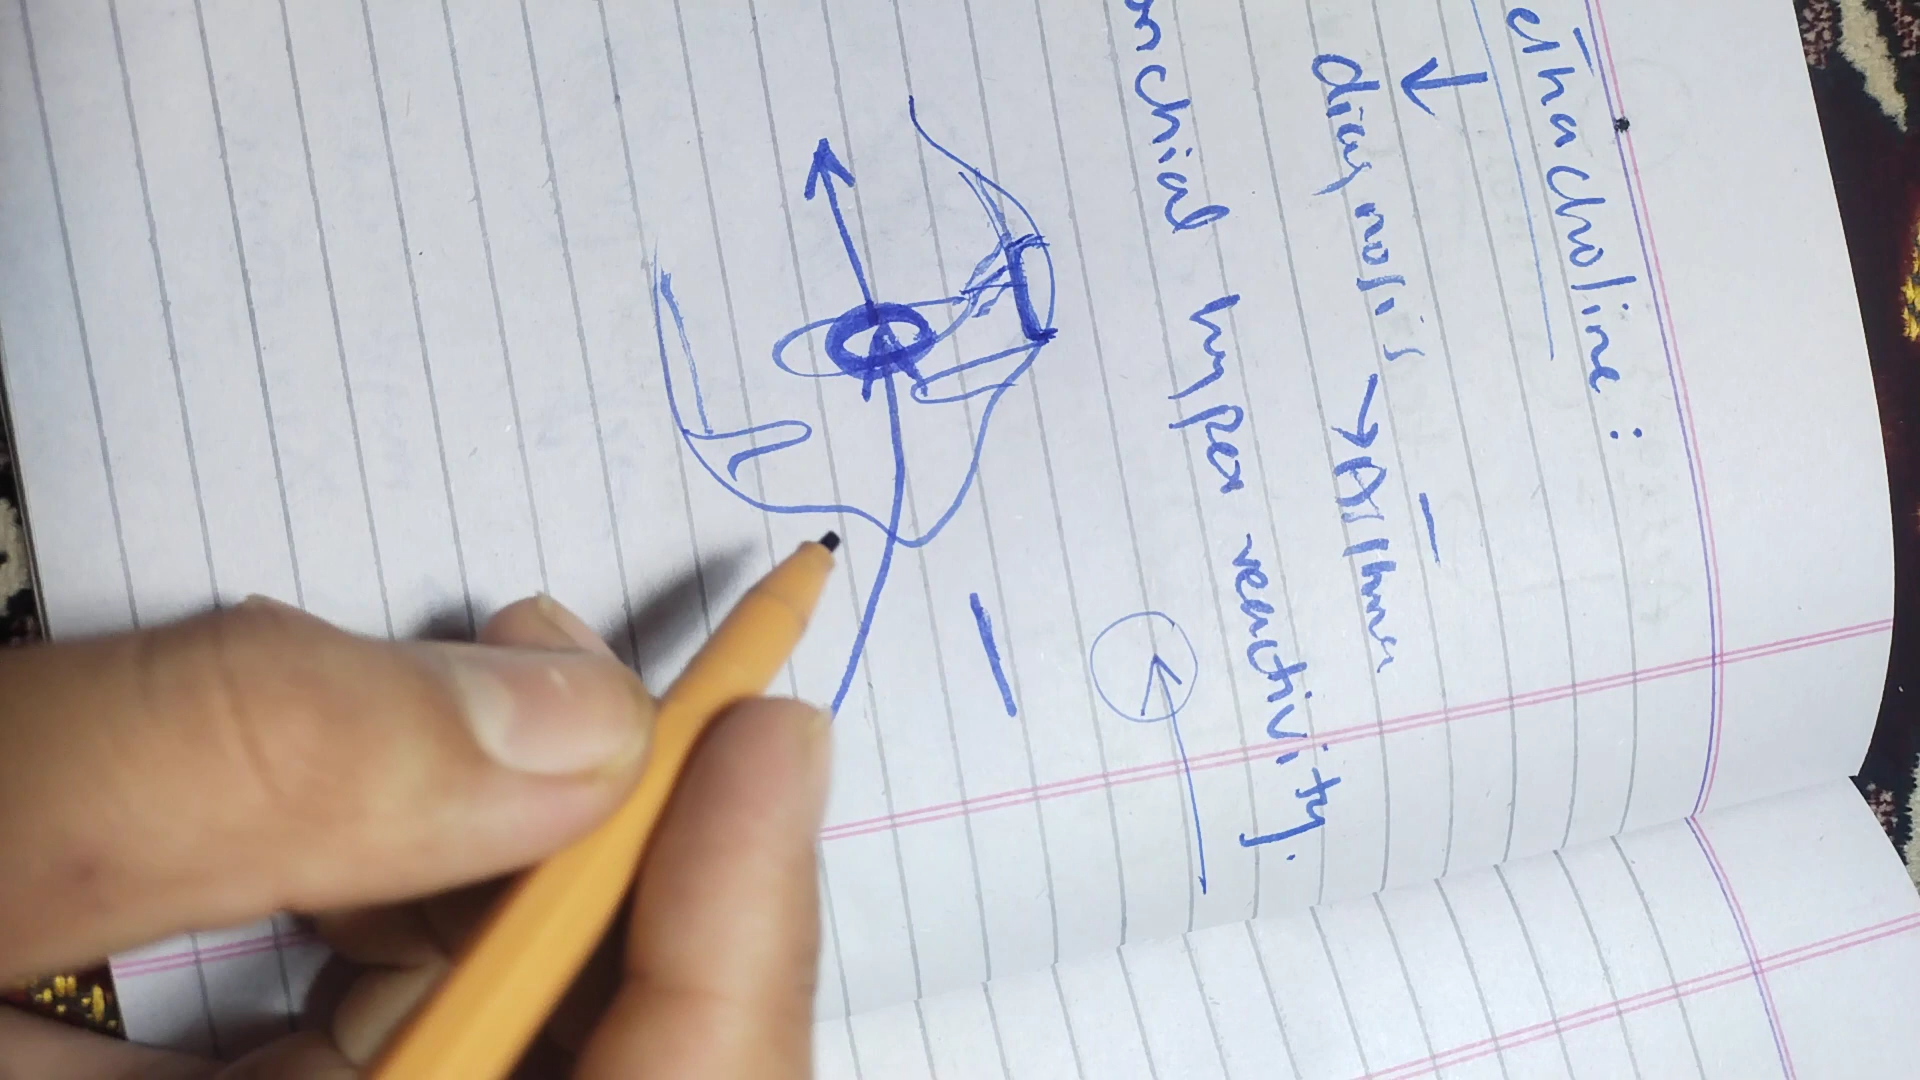 ethacholine :
↓
diagnosis → Asthma
onchial hyper reactivity.